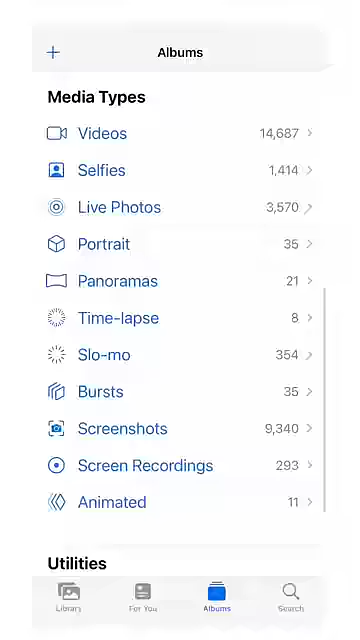 Albums
Media Types
Videos 14,687
Selfies 1,414
Live Photos 3,570
Portrait 35
Panoramas 21
Time-lapse 8
Slo-mo 354
Bursts 35
Screenshots 9,340
Screen Recordings 293
Animated 11
Utilities
Library For You Albums Search